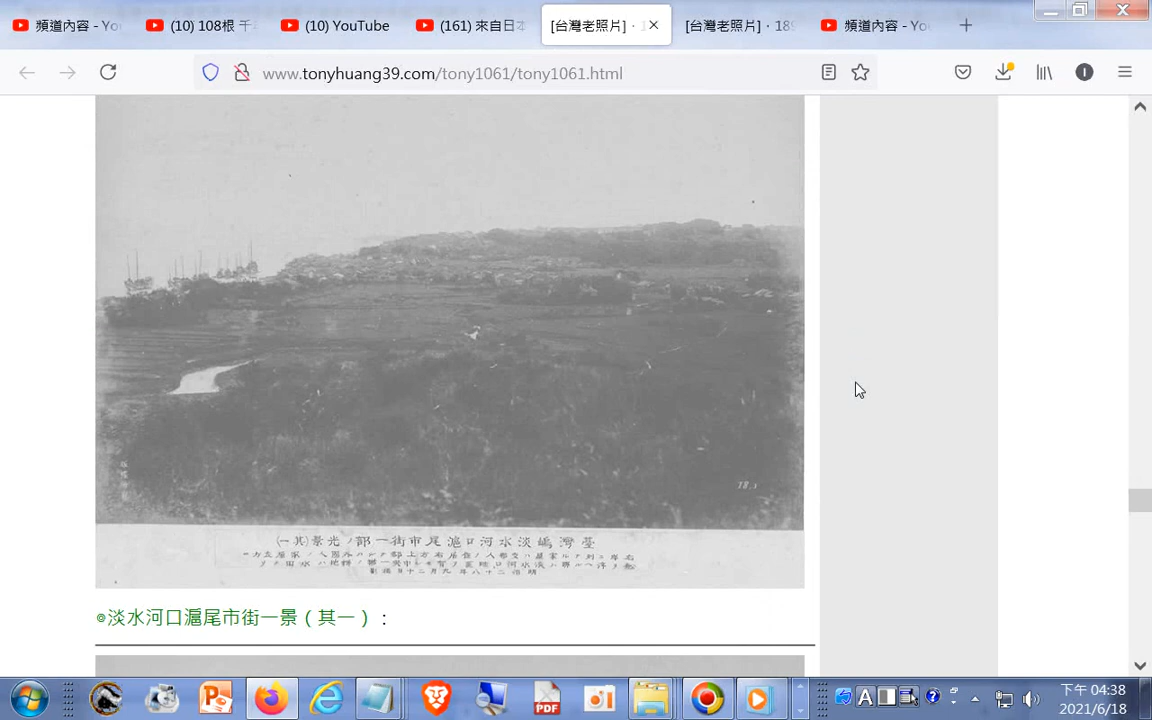 頻道內容 - Yo
(10) 108根 千
(10) YouTube
(161) 來自日本
[台灣老照片]‧
[台灣老照片]‧189
頻道內容 - You
www.tonyhuang39.com/tony1061/tony1061.html
臺灣嶋淡水河口滬尾市街一部ノ光景(其一)
◎淡水河口滬尾市街一景（其一）：
下午 04:38
2021/6/18